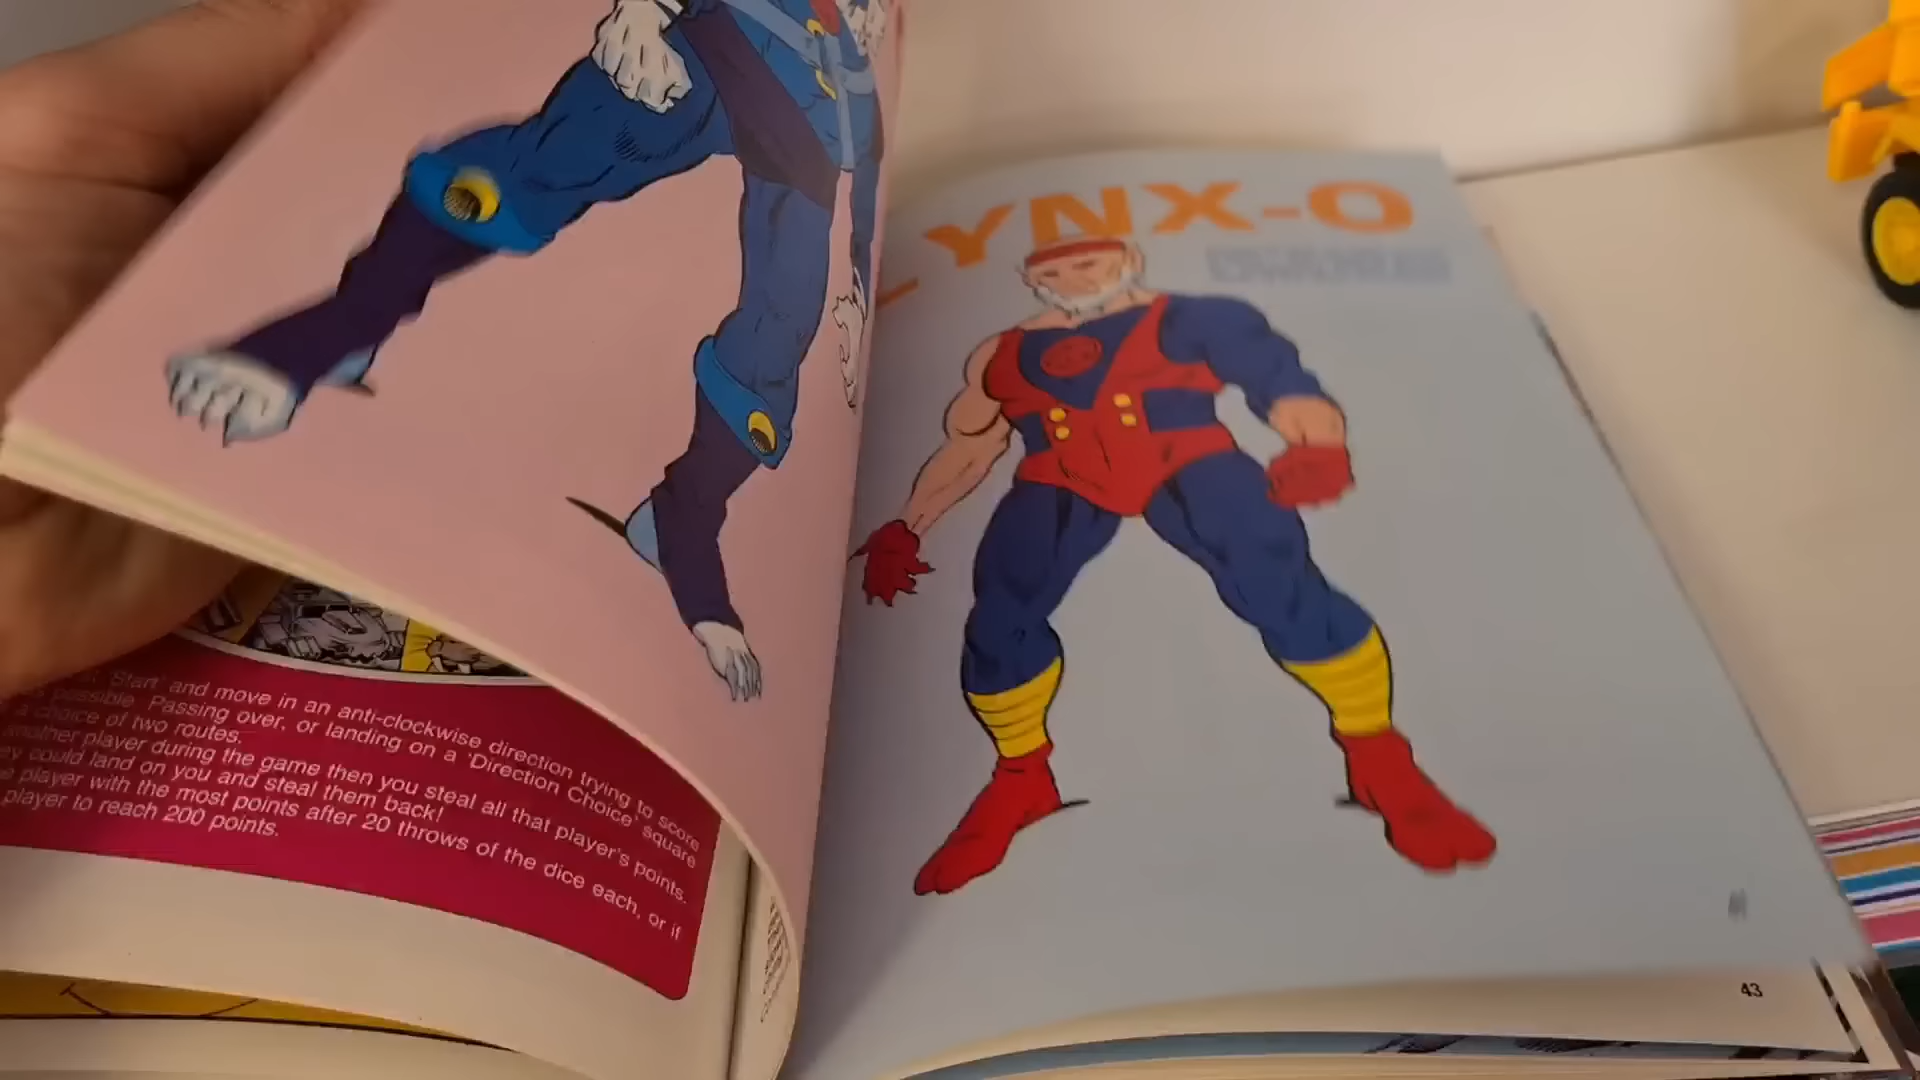 LYNX-O
'Start' and move in an anti-clockwise direction trying to score
possible. Passing over, or landing on a 'Direction Choice' square
a choice of two routes.
another player during the game then you steal all that player's points.
ey could land on you and steal them back!
e player with the most points after 20 throws of the dice each, or if
player to reach 200 points.
43